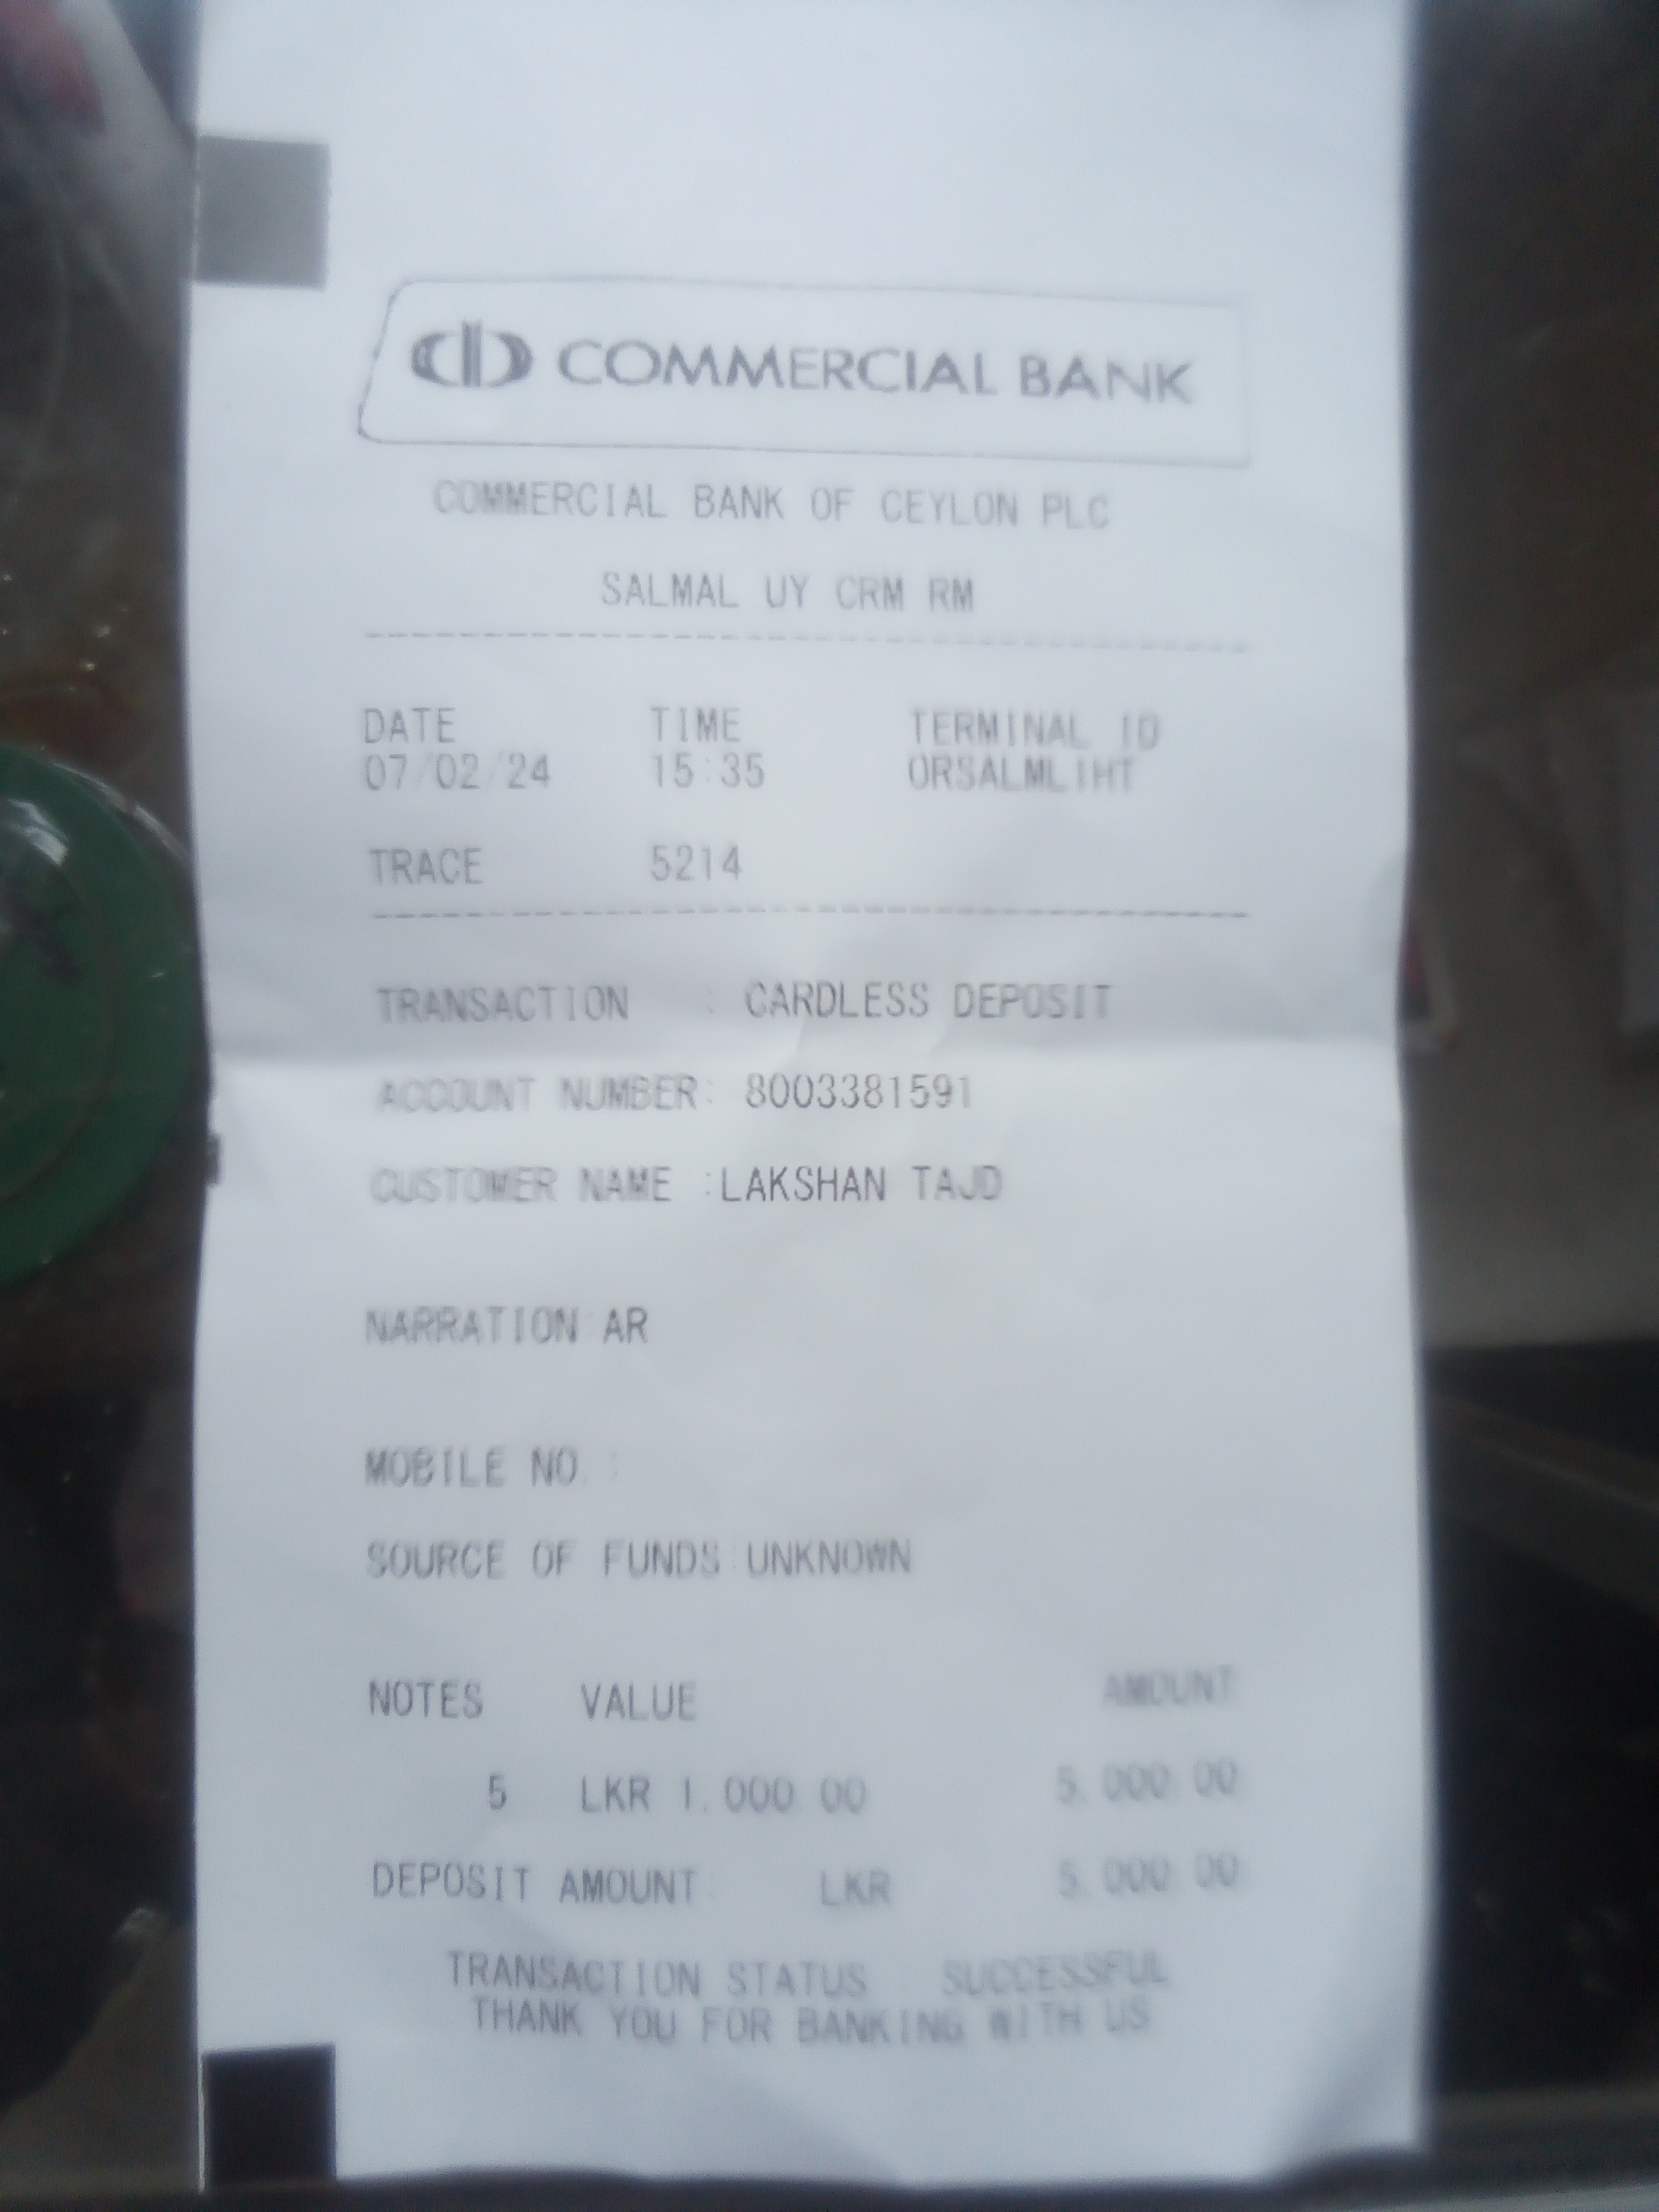 COMMERCIAL BANK
COMMERCIAL BANK OF CEYLON PLC
SALMAL UY CRM RM
DATE TIME TERMINAL ID
07/02/24 15:35 ORSALML1HT
TRACE 5214
TRANSACTION : CARDLESS DEPOSIT
ACCOUNT NUMBER: 8003381591
CUSTOMER NAME :LAKSHAN TAJD
NARRATION:AR
MOBILE NO. :
SOURCE OF FUNDS:UNKNOWN
NOTES VALUE AMOUNT
5 LKR 1,000.00 5,000.00
DEPOSIT AMOUNT: LKR 5,000.00
TRANSACTION STATUS SUCCESSFUL
THANK YOU FOR BANKING WITH US